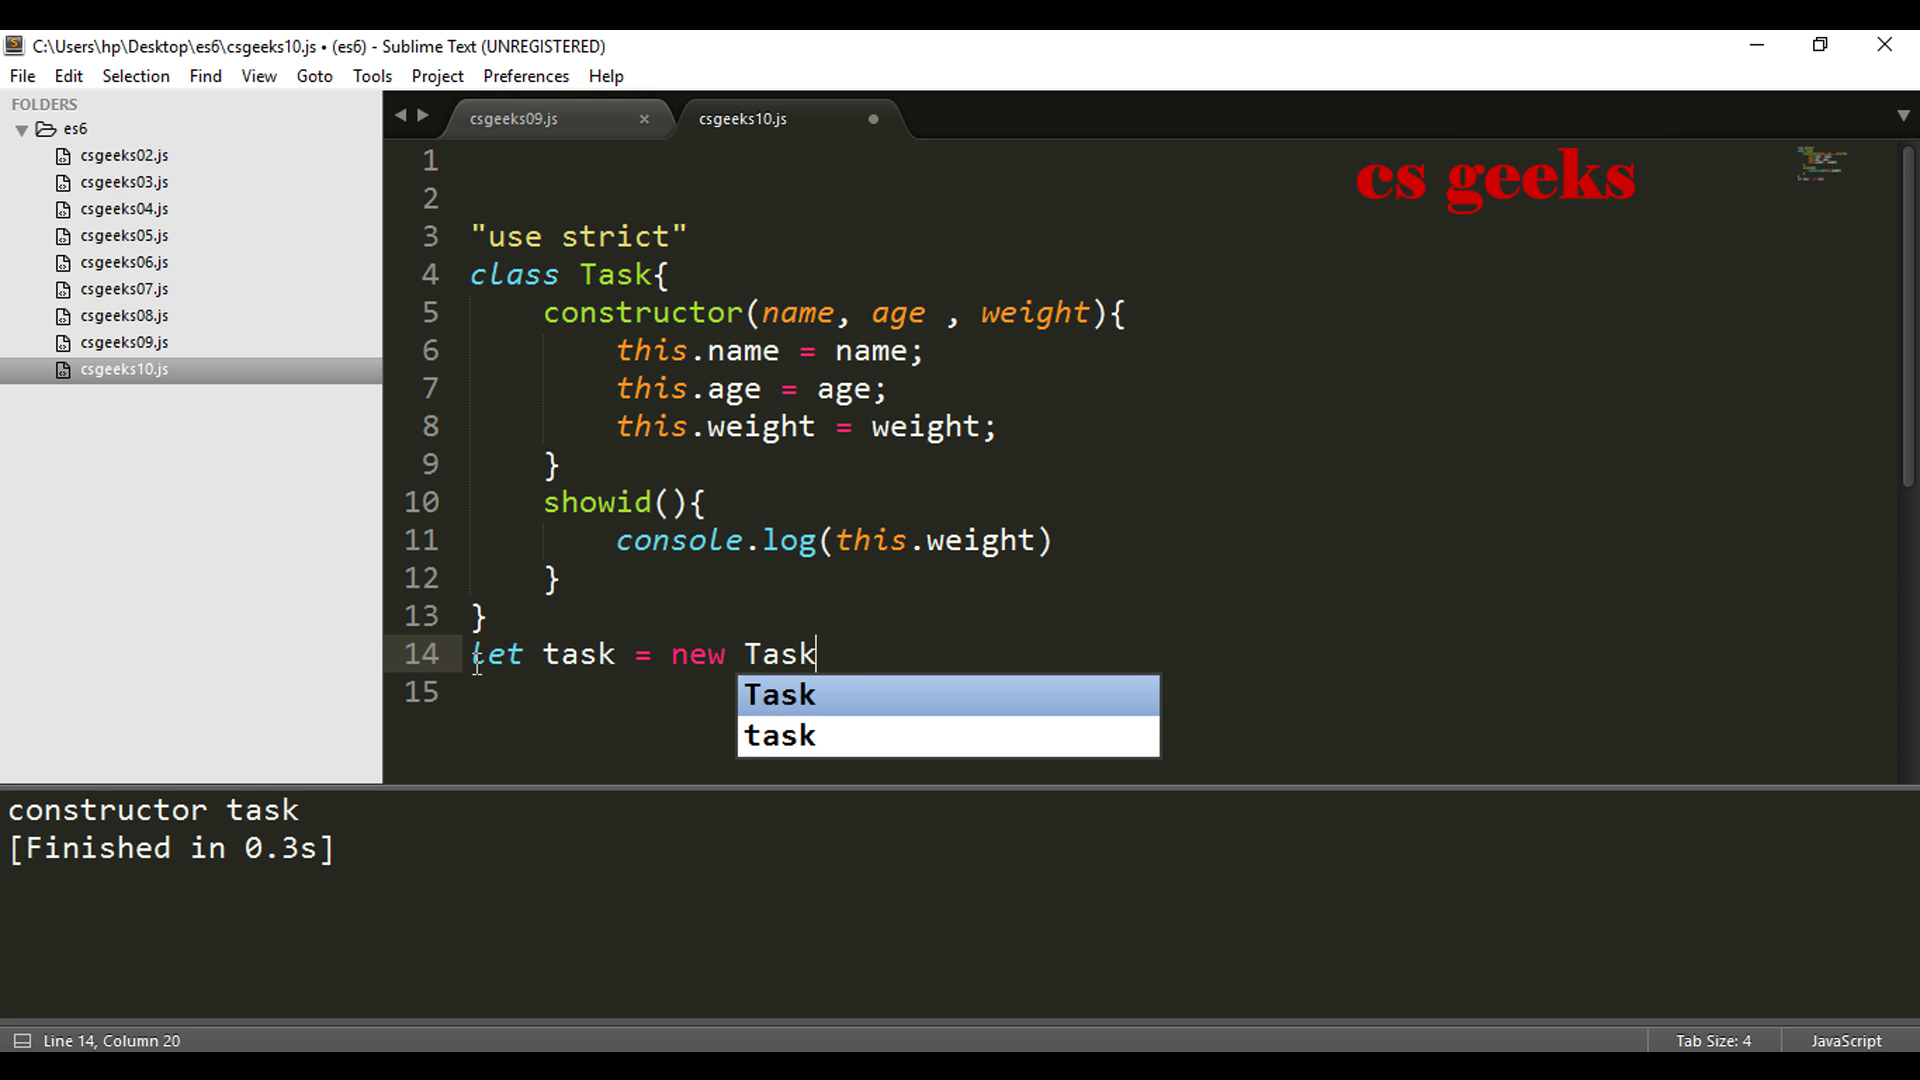 C:\Users\hp\Desktop\es6\csgeeks10.js • (es6) - Sublime Text (UNREGISTERED)
File Edit Selection Find View Goto Tools Project Preferences Help
FOLDERS
es6
csgeeks02.js
csgeeks03.js
csgeeks04.js
csgeeks05.js
csgeeks06.js
csgeeks07.js
csgeeks08.js
csgeeks09.js
csgeeks10.js
csgeeks09.js csgeeks10.js
cs geeks
1
2
3 "use strict"
4 class Task{
5 constructor(name, age , weight){
6 this.name = name;
7 this.age = age;
8 this.weight = weight;
9 }
10 showid(){
11 console.log(this.weight)
12 }
13 }
14 let task = new Task
15
Task
task
constructor task
[Finished in 0.3s]
Line 14, Column 20 Tab Size: 4 JavaScript